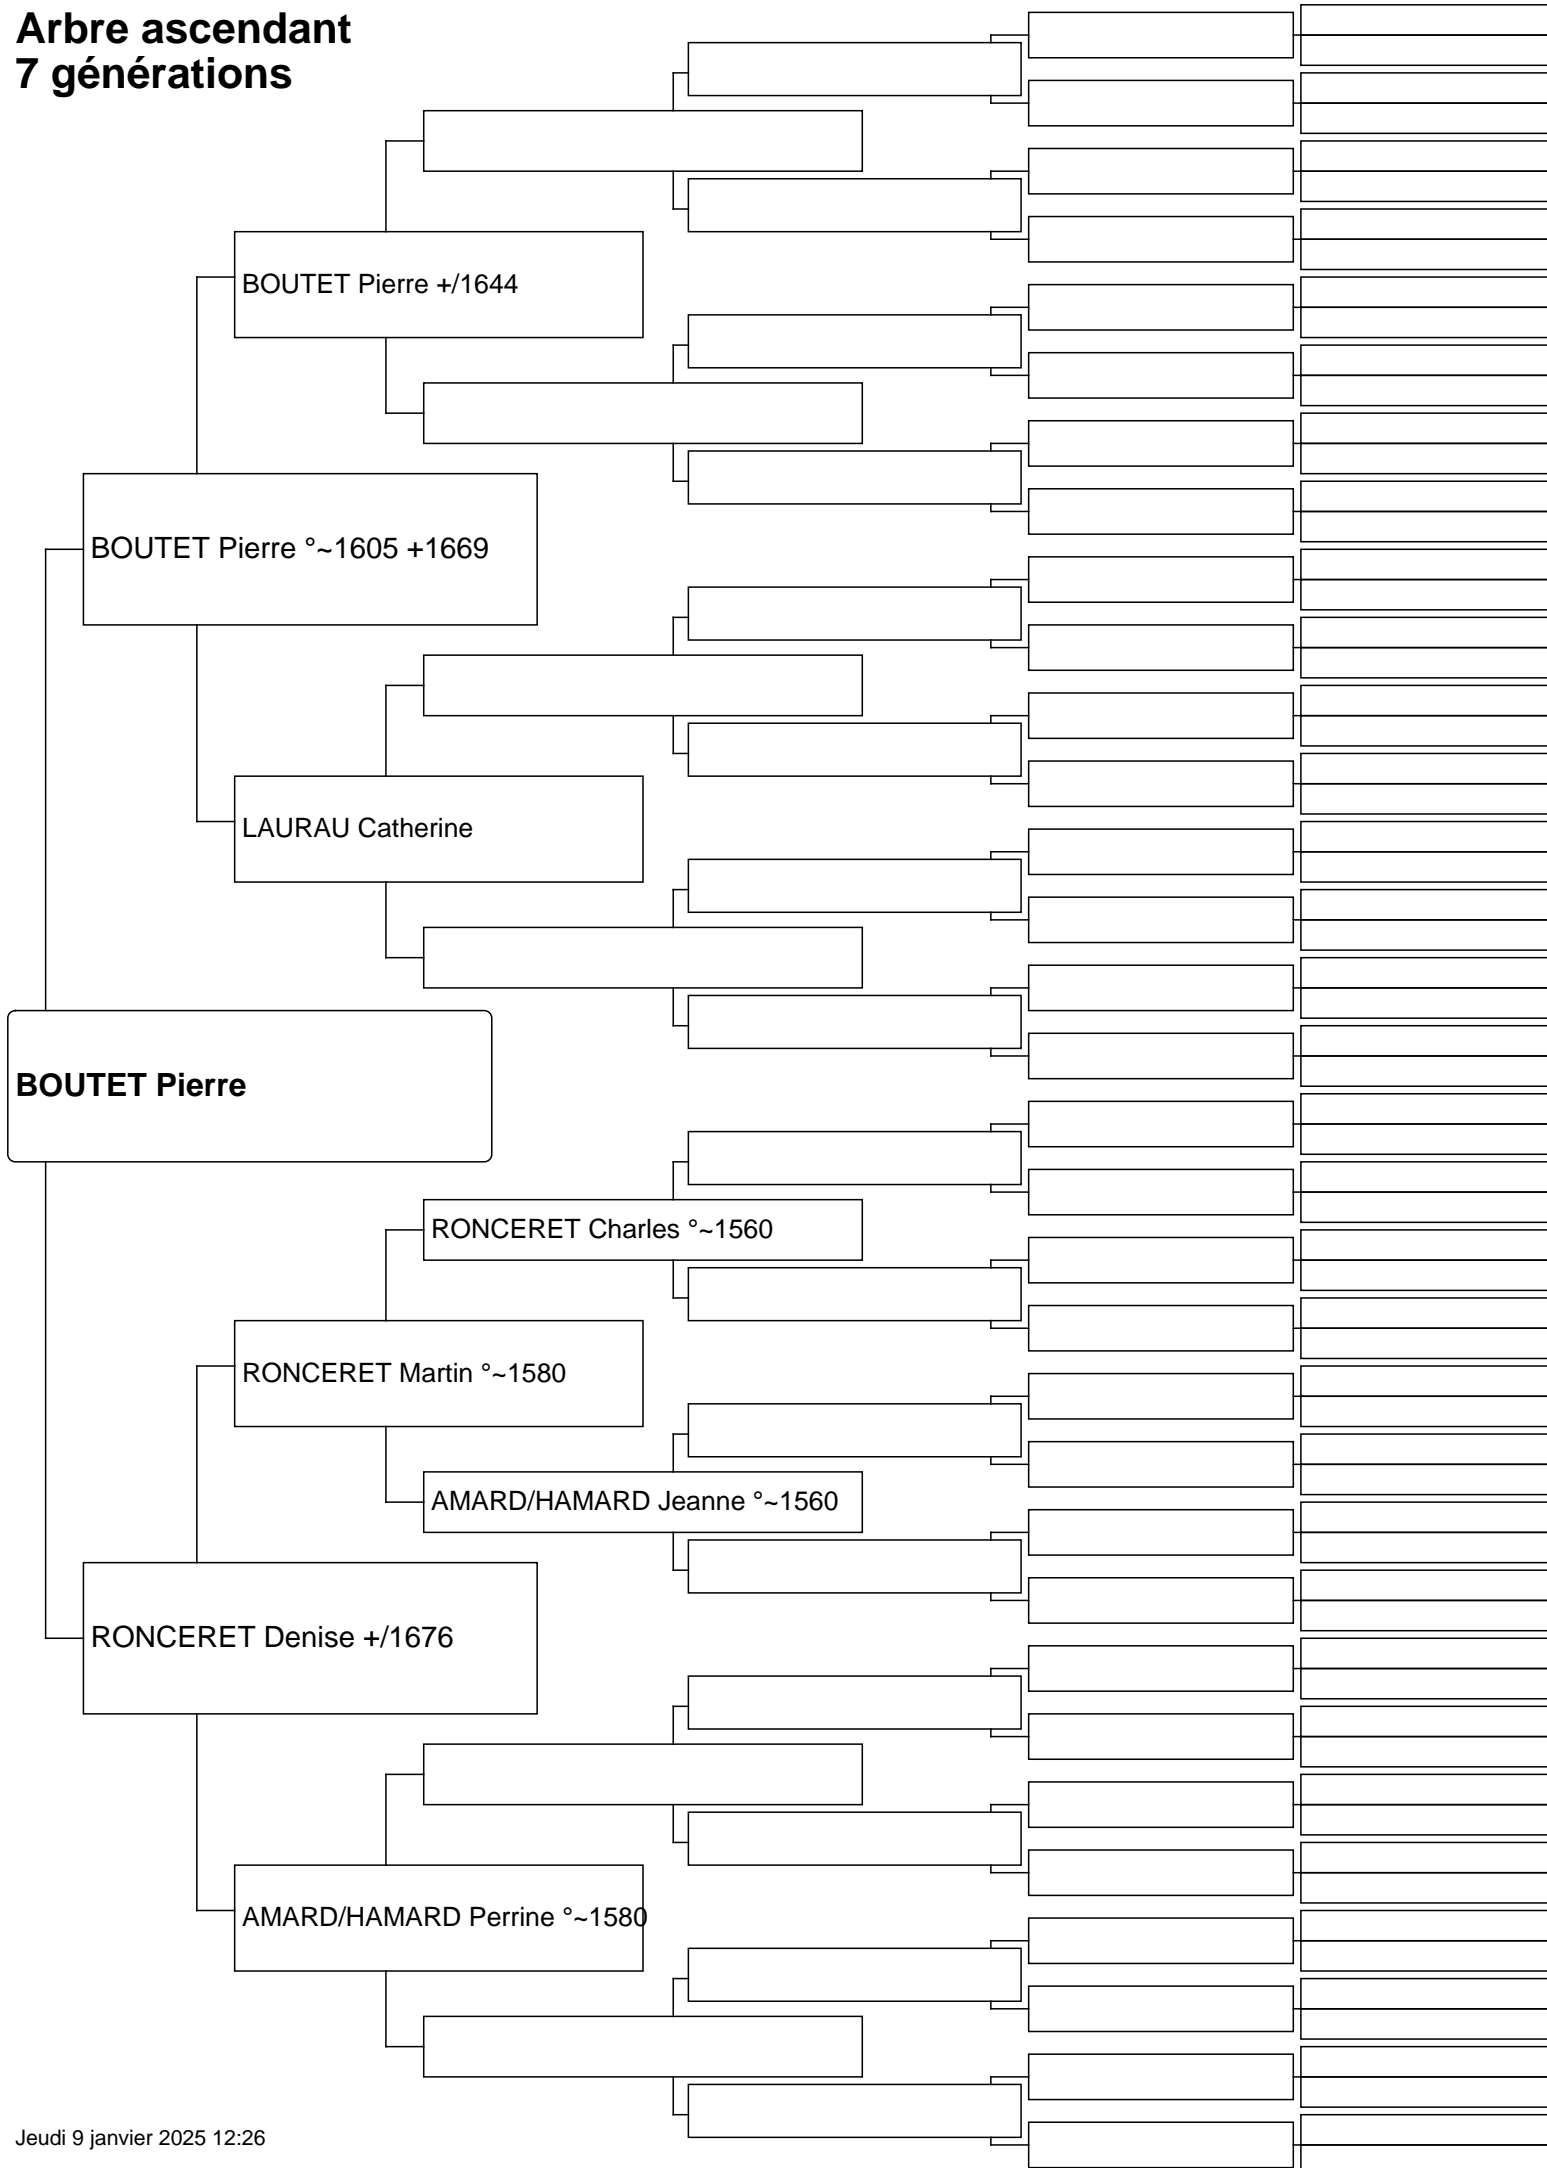 Arbre ascendant
7 générations
BOUTET Pierre +/1644
BOUTET Pierre °~1605 +1669
LAURAU Catherine
BOUTET Pierre
RONCERET Charles °~1560
RONCERET Martin °~1580
AMARD/HAMARD Jeanne °~1560
RONCERET Denise +/1676
AMARD/HAMARD Perrine °~1580
Jeudi 9 janvier 2025 12:26